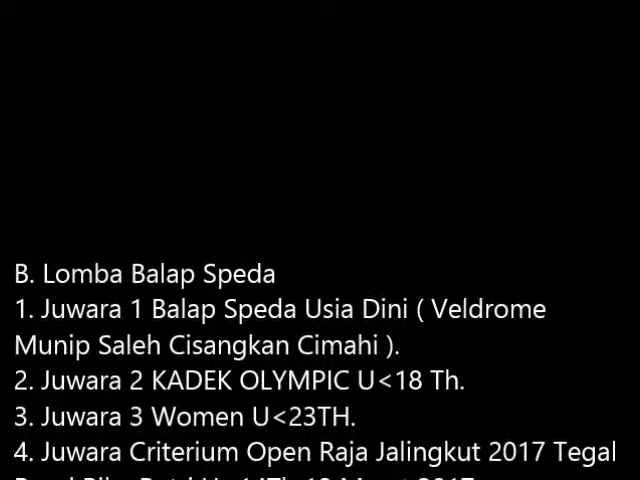 B. Lomba Balap Speda
1. Juwara 1 Balap Speda Usia Dini ( Veldrome
Munip Saleh Cisangkan Cimahi ).
2. Juwara 2 KADEK OLYMPIC U<18 Th.
3. Juwara 3 Women U<23TH.
4. Juwara Criterium Open Raja Jalingkut 2017 Tegal